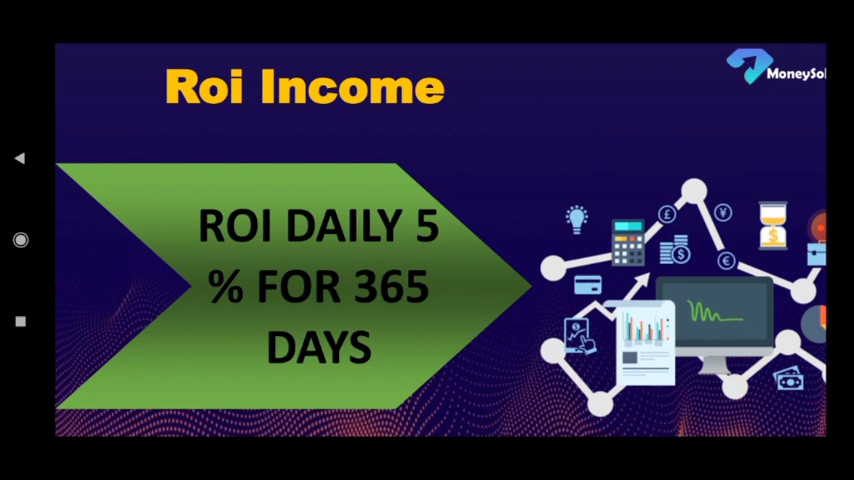 Roi Income
MoneySol
ROI DAILY 5
% FOR 365
DAYS